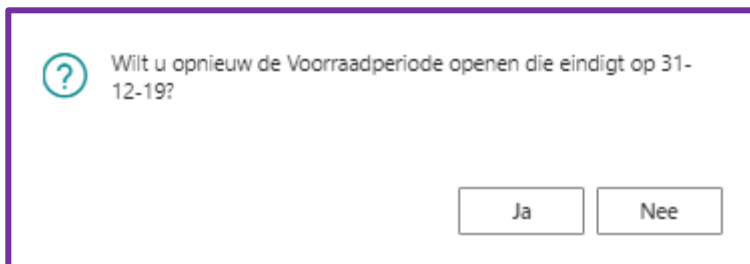 Wilt u opnieuw de Voorraadperiode openen die eindigt op 31-
12-19?
Ja Nee